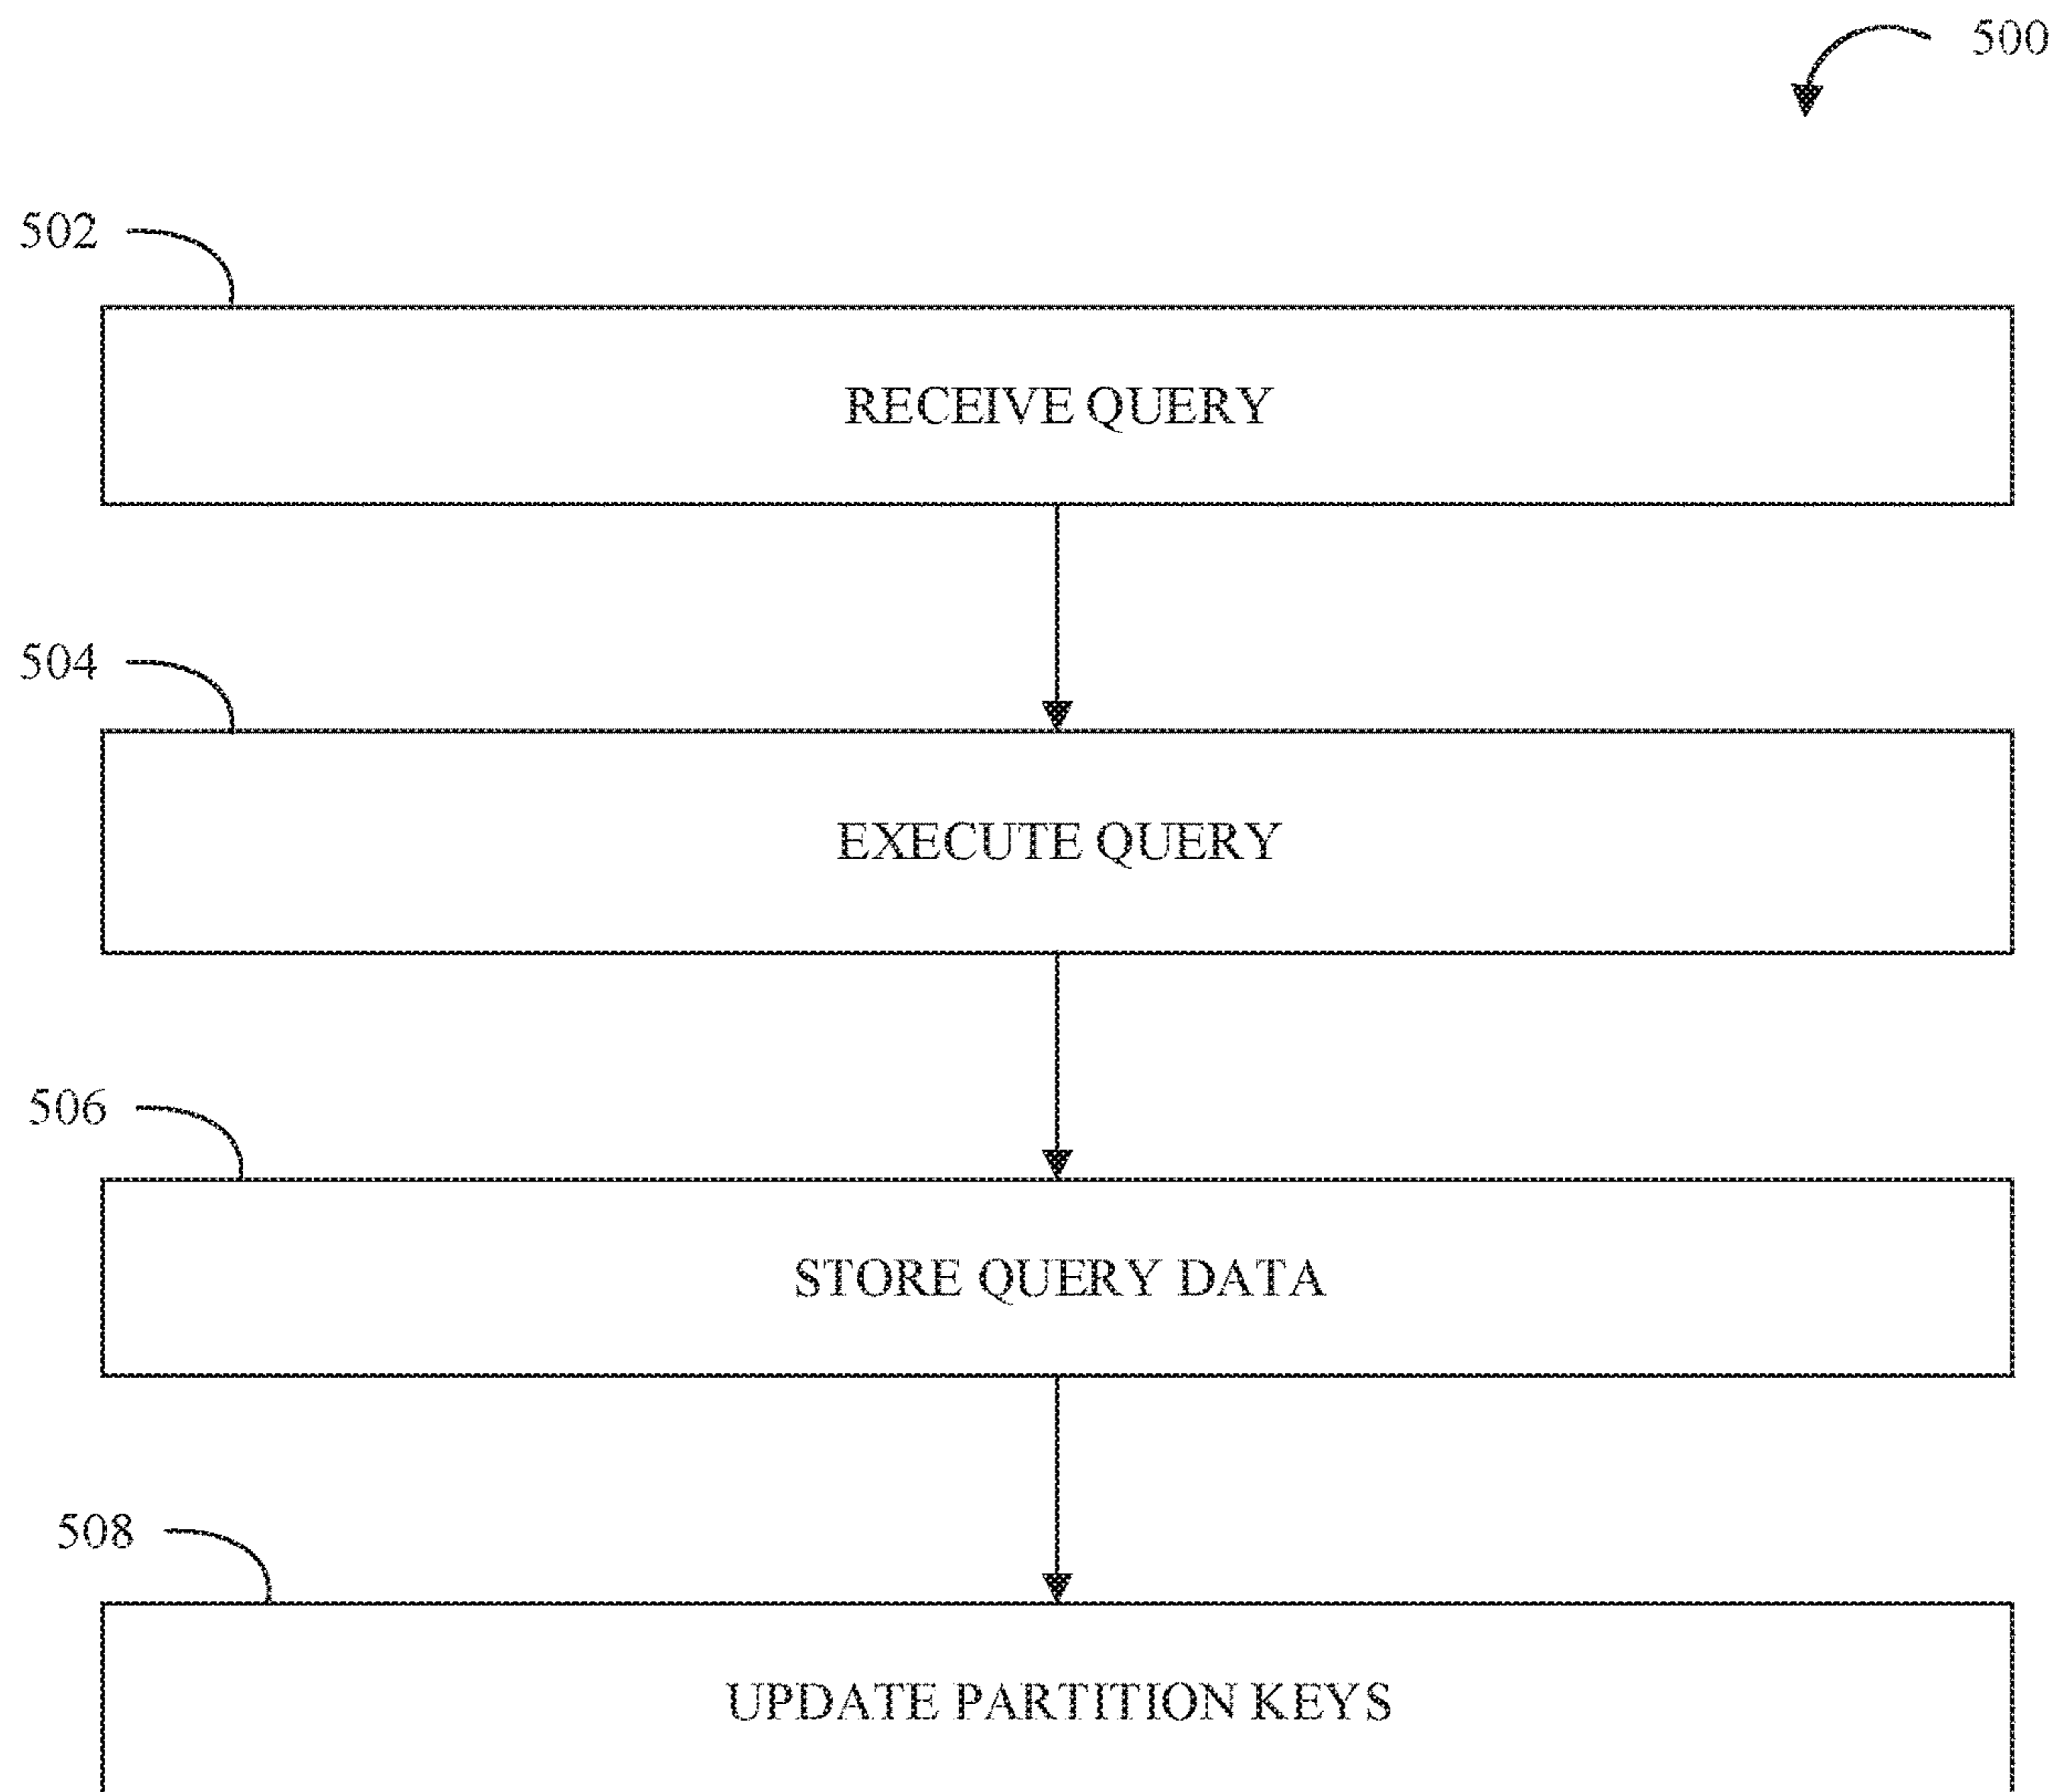 500
502
RECEIVE QUERY
504
EXECUTE QUERY
506
STORE QUERY DATA
508
UPDATE PARTITION KEYS